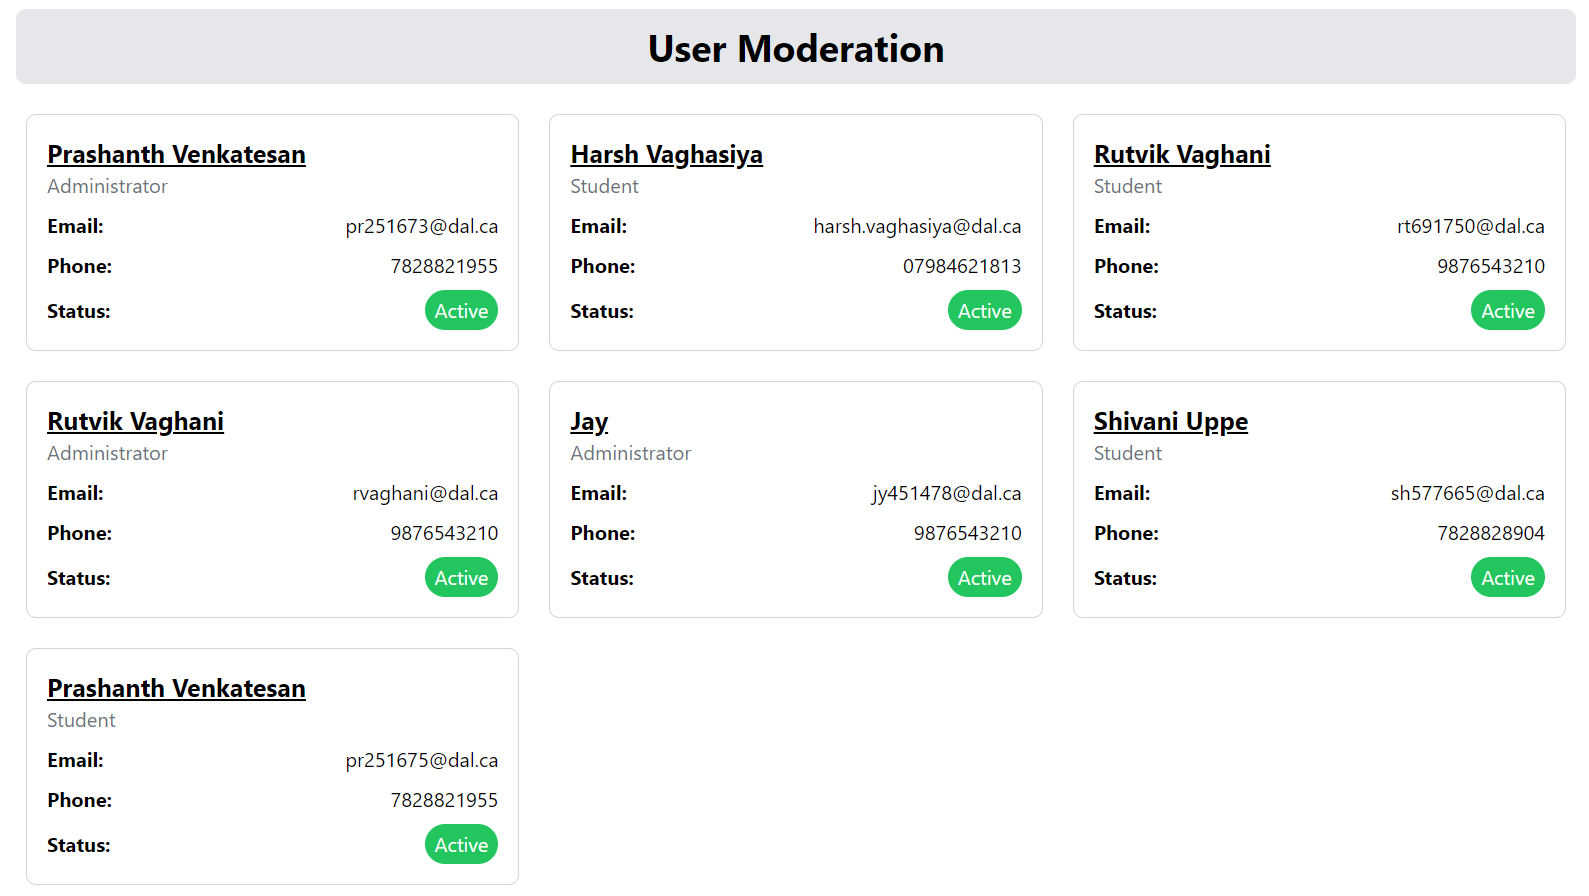 User Moderation
Prashanth Venkatesan
Administrator
Email: pr251673@dal.ca
Phone: 7828821955
Status: Active
Harsh Vaghasiya
Student
Email: harsh.vaghasiya@dal.ca
Phone: 07984621813
Status: Active
Rutvik Vaghani
Student
Email: rt691750@dal.ca
Phone: 9876543210
Status: Active
Rutvik Vaghani
Administrator
Email: rvaghani@dal.ca
Phone: 9876543210
Status: Active
Jay
Administrator
Email: jy451478@dal.ca
Phone: 9876543210
Status: Active
Shivani Uppe
Student
Email: sh577665@dal.ca
Phone: 7828828904
Status: Active
Prashanth Venkatesan
Student
Email: pr251675@dal.ca
Phone: 7828821955
Status: Active